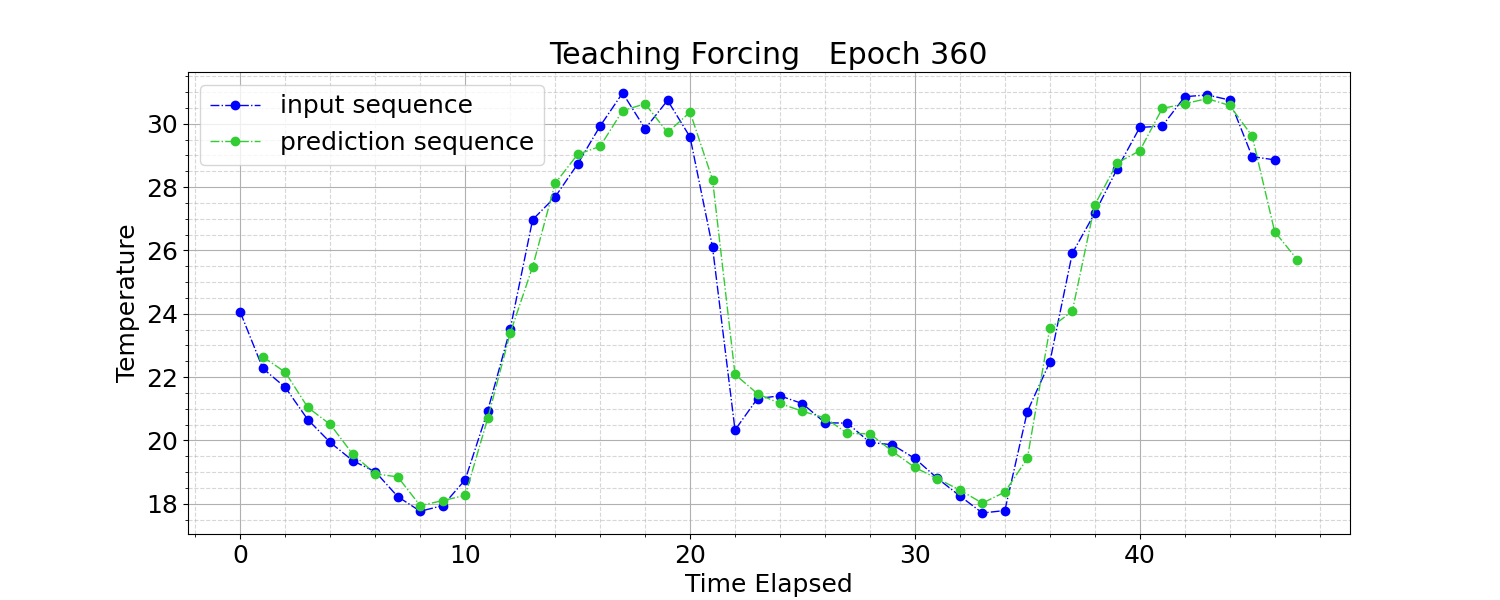 Teaching Forcing   Epoch 360
input sequence
prediction sequence
30
28
26
24
22
20
18
Temperature
0 10 20 30 40
Time Elapsed